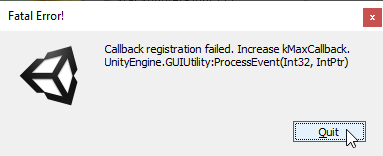 Fatal Error!
x
Callback registration failed. Increase kMaxCallback.
UnityEngine.GUIUtility:ProcessEvent(Int32, IntPtr)
Quit